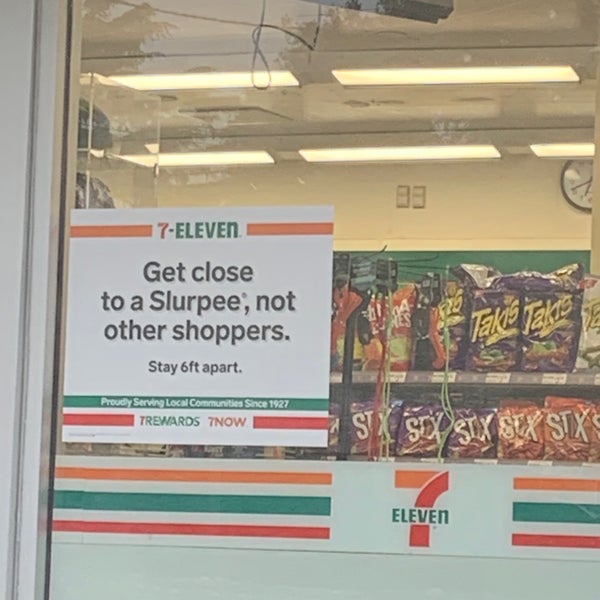 7-ELEVEn
Get close
to a Slurpee®, not
other shoppers.
Stay 6ft apart.
Proudly Serving Local Communities Since 1927
7REWARDS 7NOW
Takis Takis
STX STX STX STX STX
7
ELEVEn